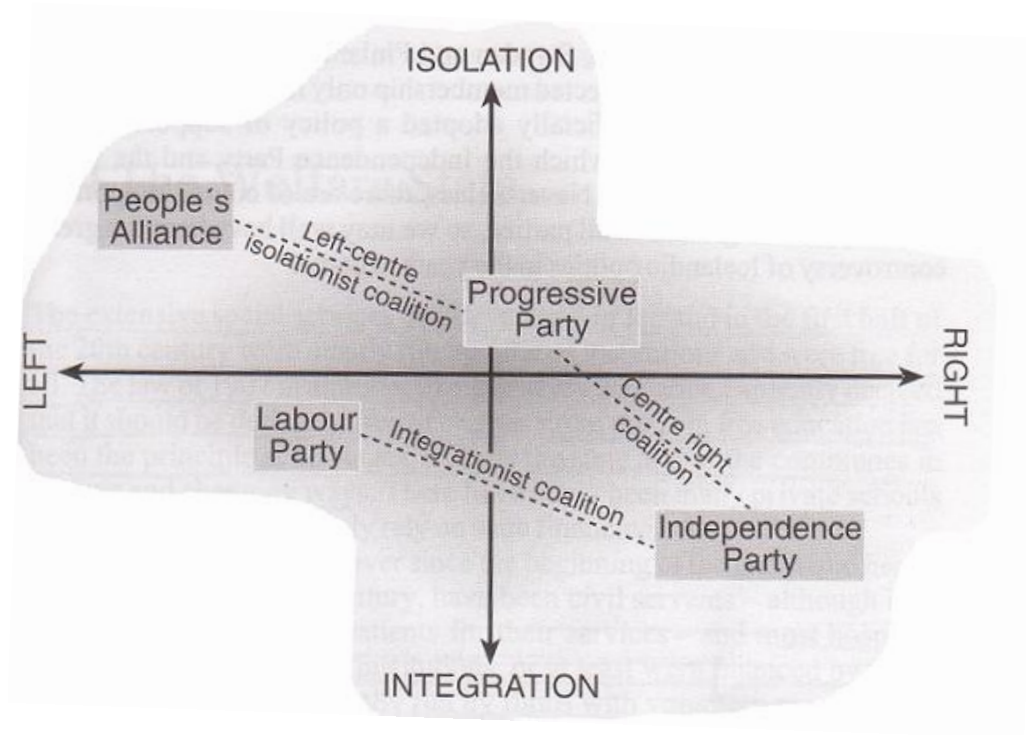 ISOLATION
People´s
Alliance
Left-centre
isolationist coalition
Progressive
Party
LEFT
RIGHT
Centre right
coalition
Labour
Party
Integrationist coalition
Independence
Party
INTEGRATION